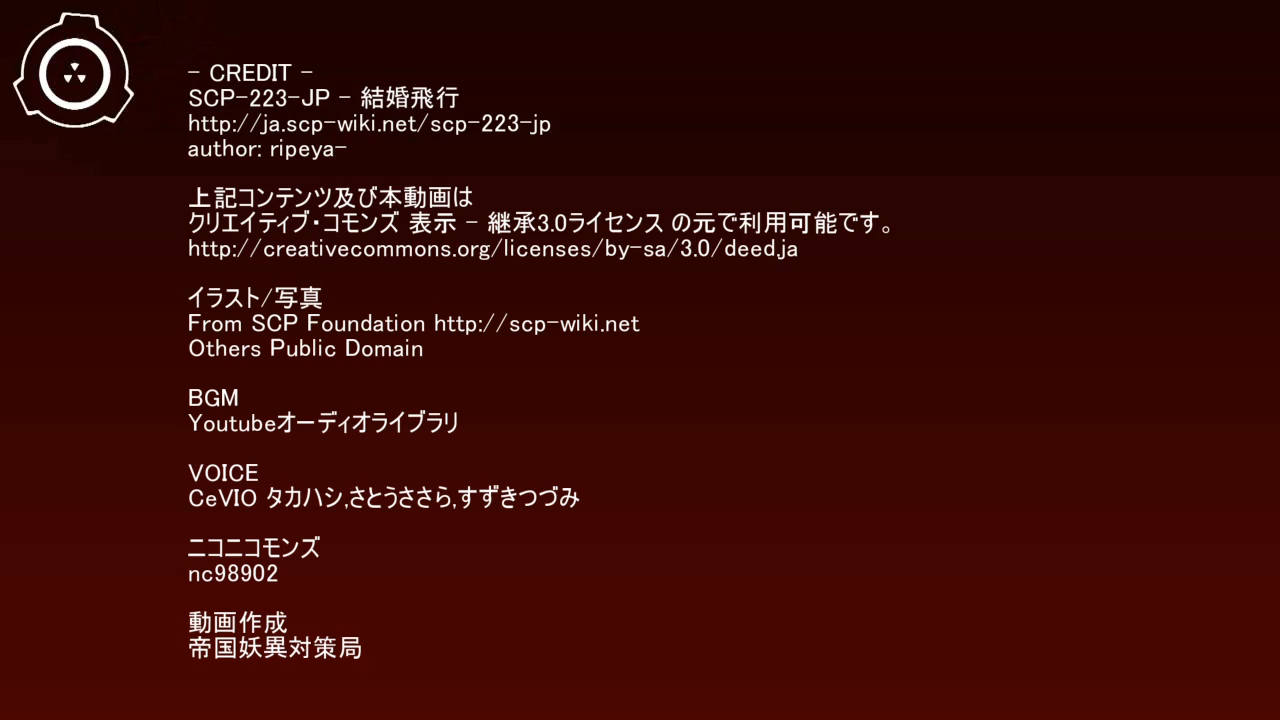 - CREDIT -
SCP-223-JP - 結婚飛行
http://ja.scp-wiki.net/scp-223-jp
author: ripeya-
上記コンテンツ及び本動画は
クリエイティブ・コモンズ 表示 - 継承3.0ライセンス の元で利用可能です。
http://creativecommons.org/licenses/by-sa/3.0/deed.ja
イラスト/写真
From SCP Foundation http://scp-wiki.net
Others Public Domain
BGM
Youtubeオーディオライブラリ
VOICE
CeVIO タカハシ,さとうささら,すずきつづみ
ニコニコモンズ
nc98902
動画作成
帝国妖異対策局